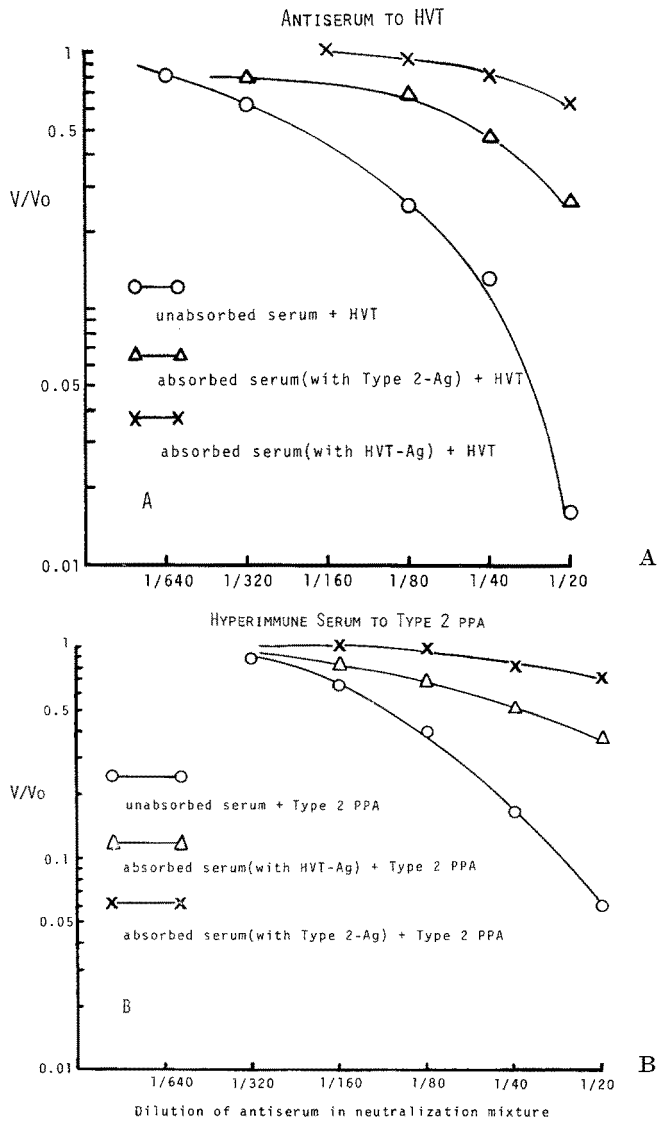 ANTISERUM TO HVT
1
0.5
V/Vo
unabsorbed serum + HVT
absorbed serum(with Type 2-Ag) + HVT
0.05
absorbed serum(with HVT-Ag) + HVT
A
0.01
A
1/640 1/320 1/160 1/80 1/40 1/20
HYPERIMMUNE SERUM TO TYPE 2 PPA
1
0.5
V/Vo
unabsorbed serum + Type 2 PPA
0.1
absorbed serum(with HVT-Ag) + Type 2 PPA
0.05
absorbed serum(with Type 2-Ag) + Type 2 PPA
B
0.01
B
1/640 1/320 1/160 1/80 1/40 1/20
Dilution of antiserum in neutralization mixture